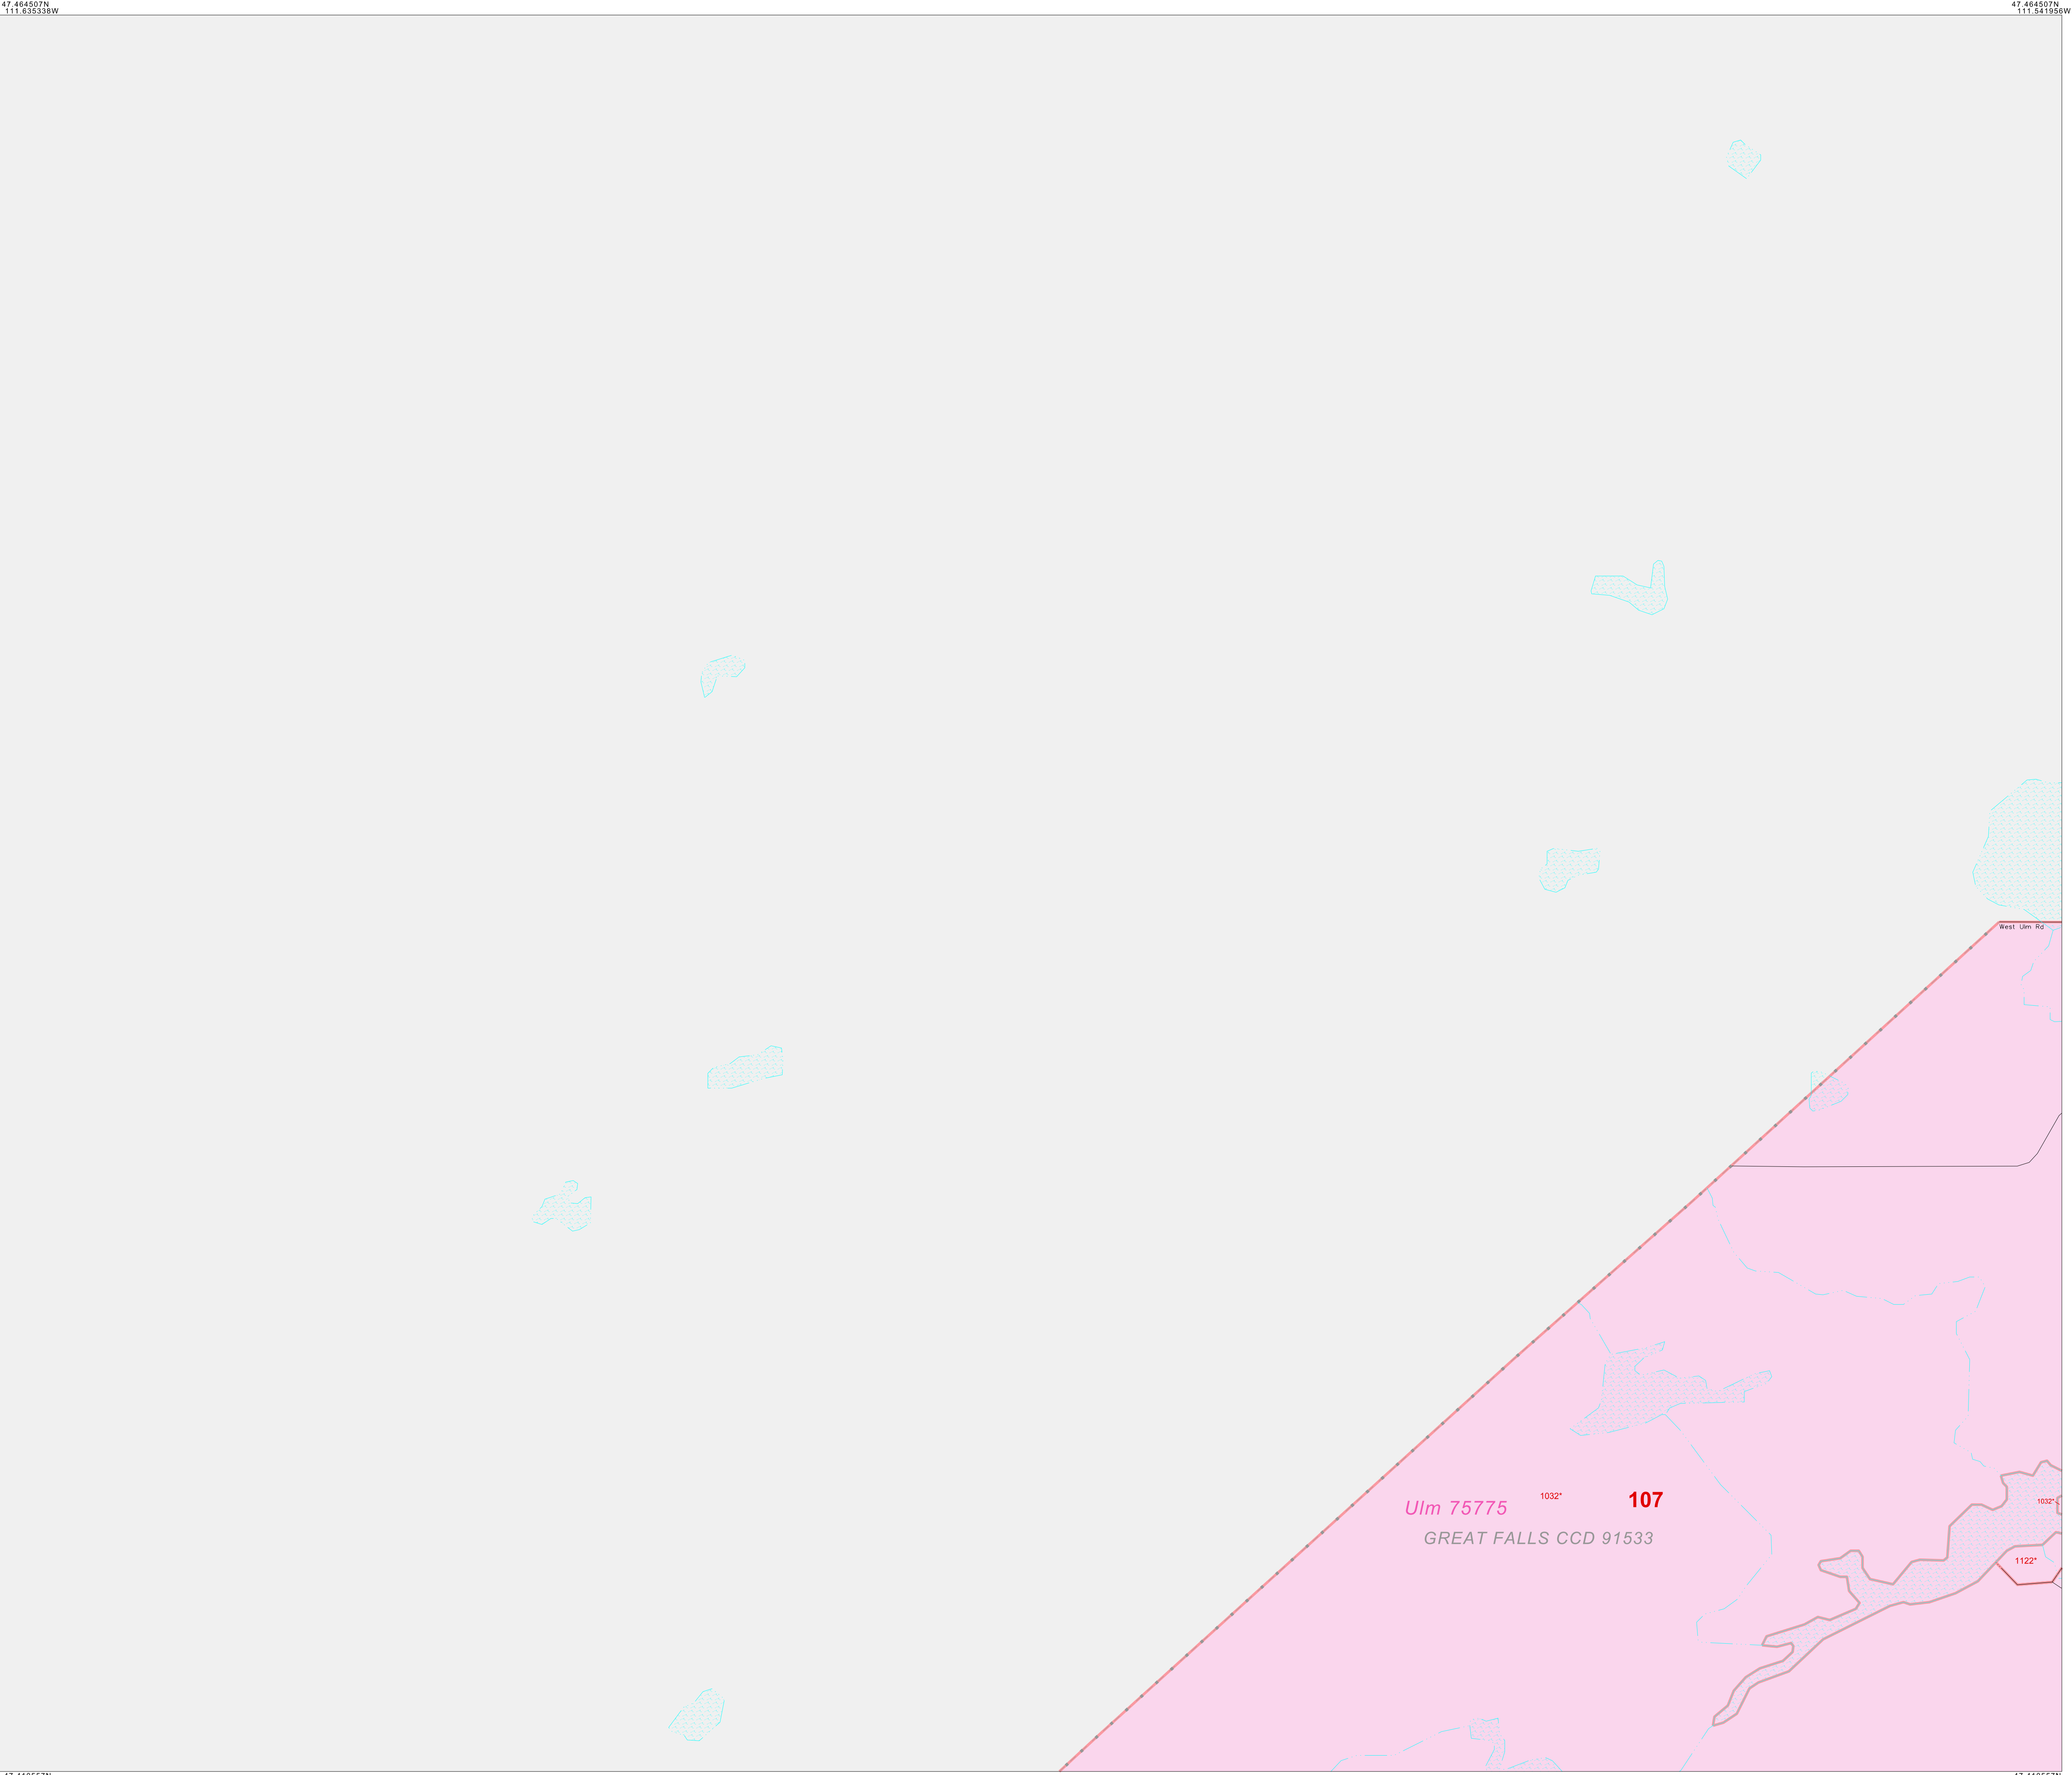 47.464507N
111.635338W
47.464507N
111.541956W
West Ulm Rd
Ulm 75775
1032*
107
1032*
GREAT FALLS CCD 91533
1122*